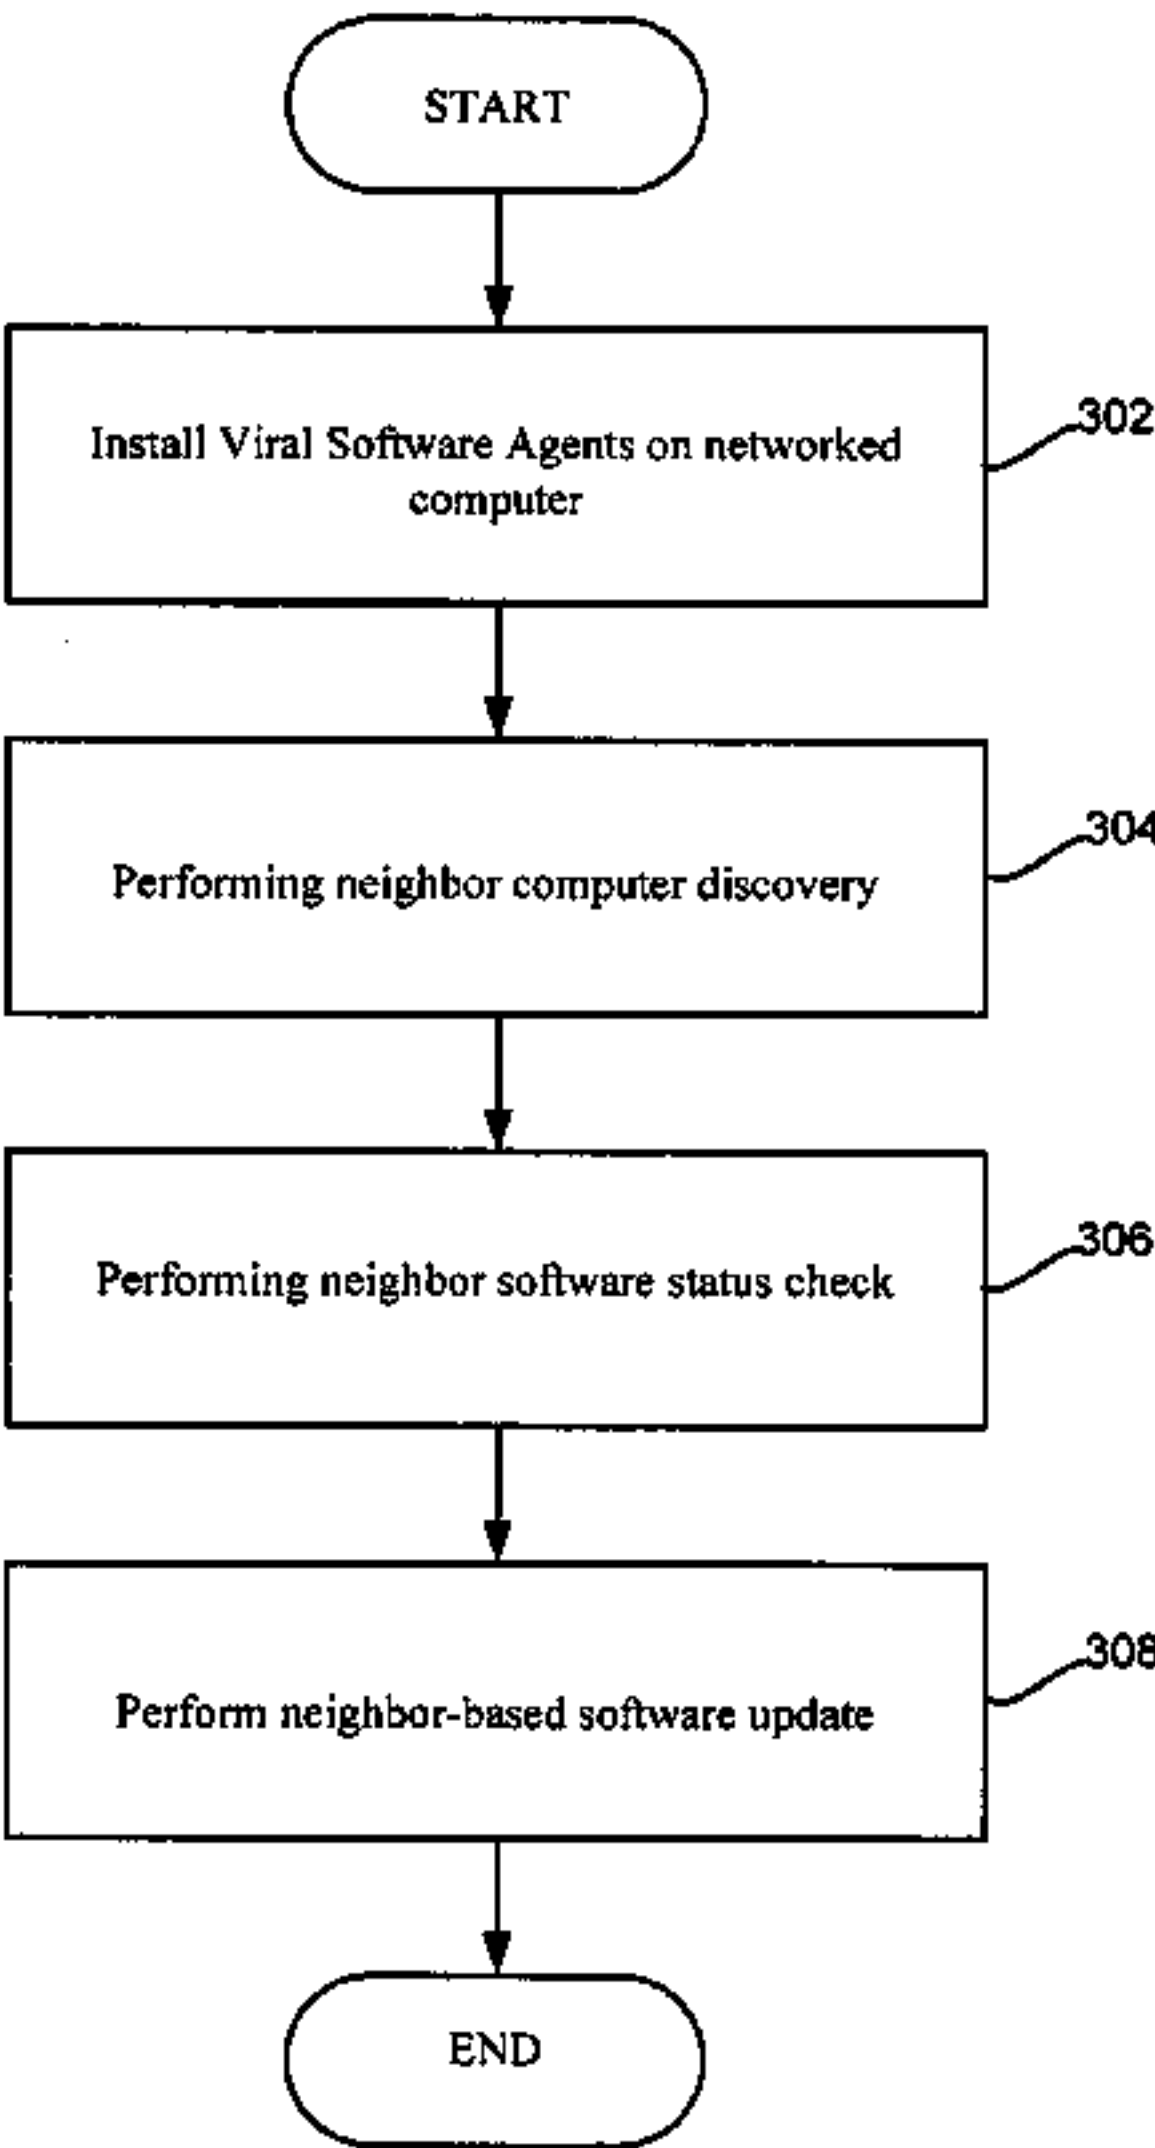 START
Install Viral Software Agents on networked
computer
302
Performing neighbor computer discovery
304
Performing neighbor software status check
306
Perform neighbor-based software update
308
END